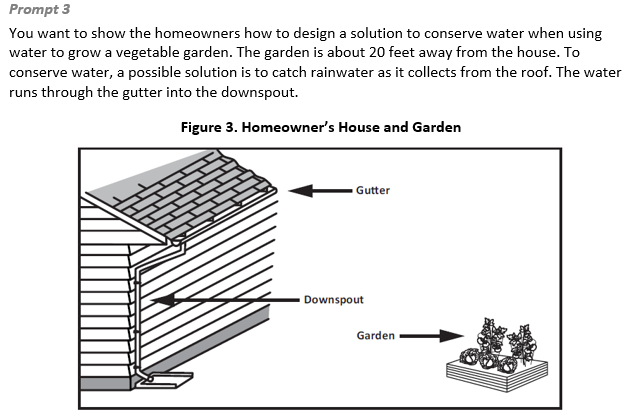 Prompt 3
You want to show the homeowners how to design a solution to conserve water when using
water to grow a vegetable garden. The garden is about 20 feet away from the house. To
conserve water, a possible solution is to catch rainwater as it collects from the roof. The water
runs through the gutter into the downspout.
Figure 3. Homeowner's House and Garden
Gutter
Downspout
Garden